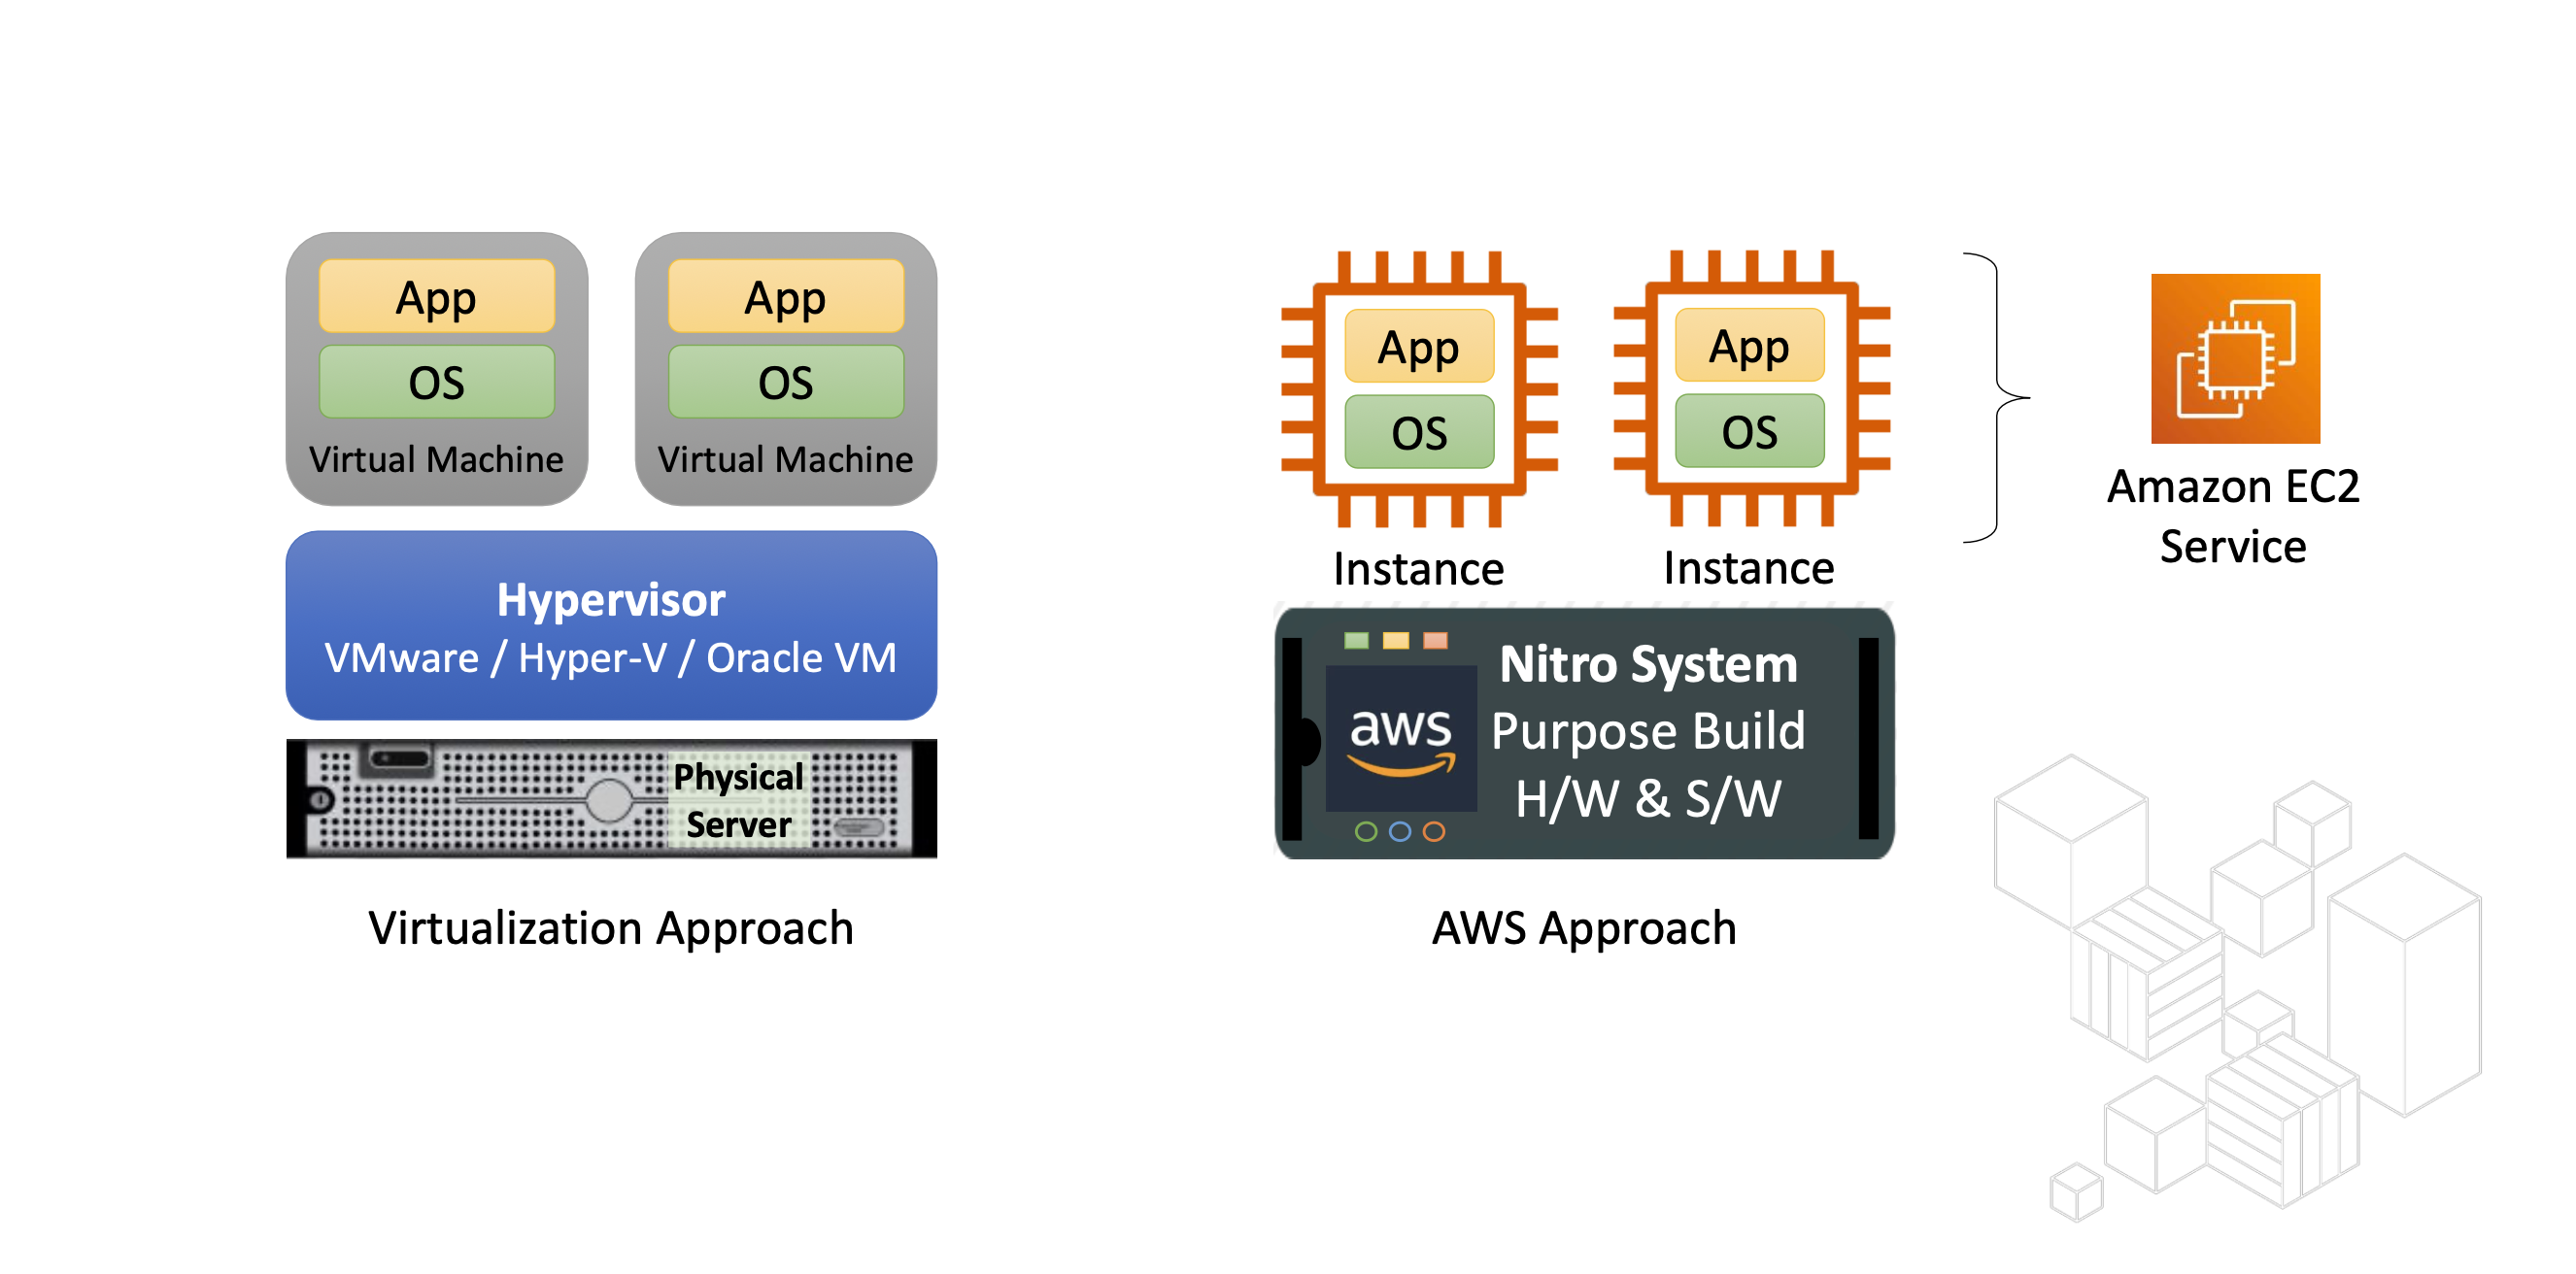 App
OS
Virtual Machine
App
OS
Virtual Machine
Hypervisor
VMware / Hyper-V / Oracle VM
Physical
Server
Virtualization Approach
App
OS
Instance
App
OS
Instance
aws
Nitro System
Purpose Build
H/W & S/W
AWS Approach
Amazon EC2
Service